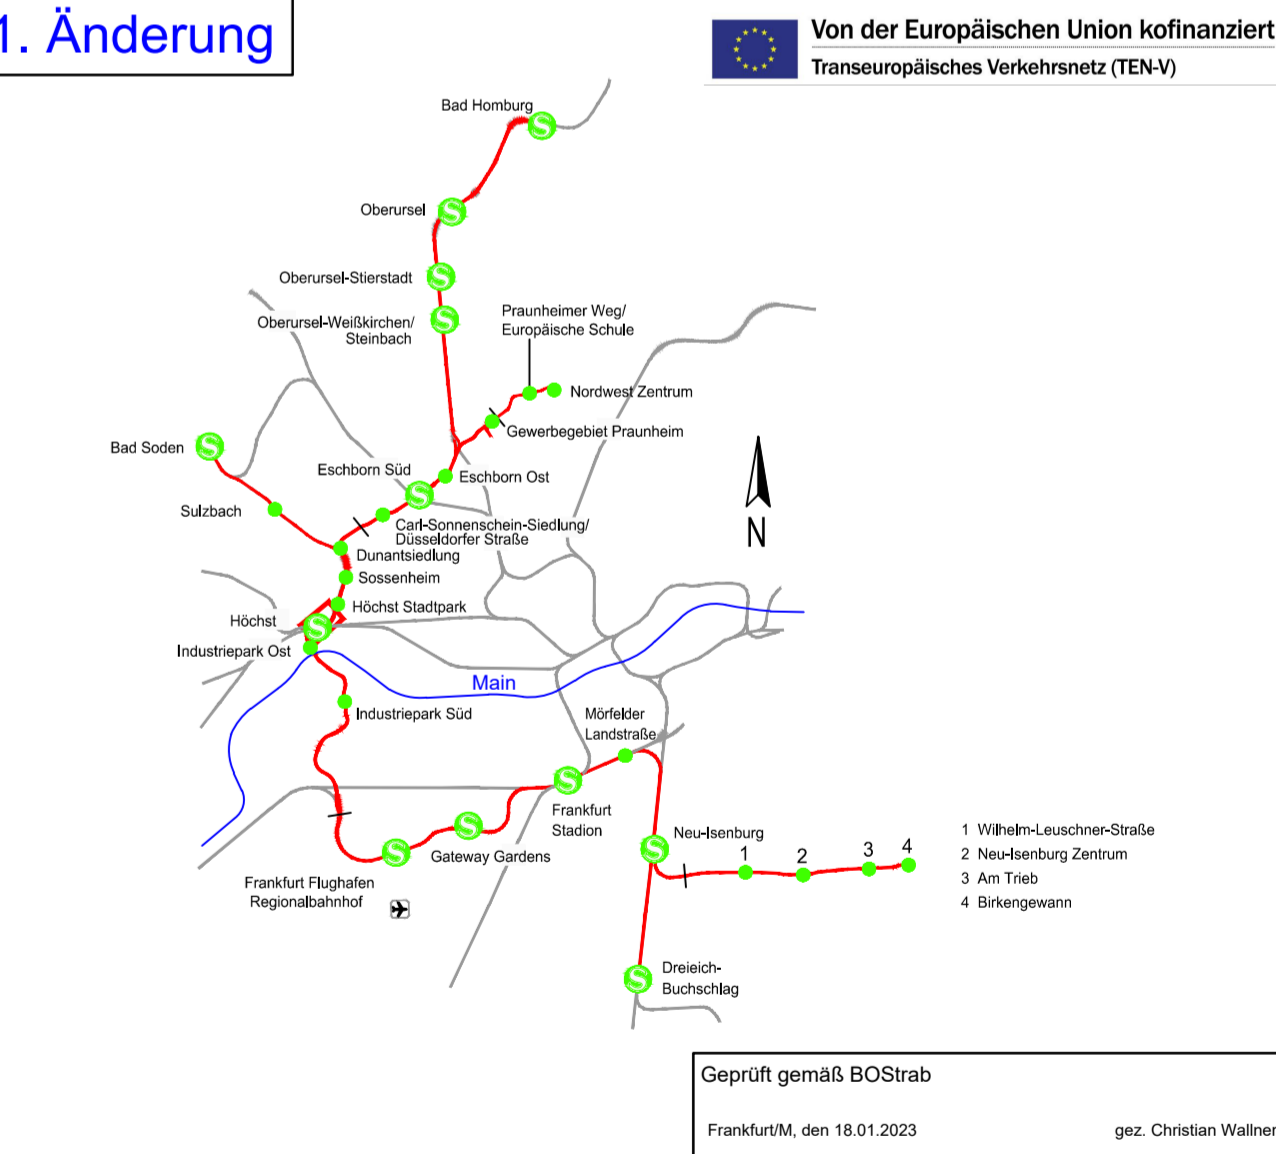 1. Änderung
Von der Europäischen Union kofinanziert
Transeuropäisches Verkehrsnetz (TEN-V)
Bad Homburg
S
Oberursel
S
Oberursel-Stierstadt
S
Oberursel-Weißkirchen/
Steinbach
S
Praunheimer Weg/
Europäische Schule
Nordwest Zentrum
Gewerbegebiet Praunheim
Bad Soden
S
Eschborn Süd
S
Eschborn Ost
Sulzbach
Carl-Sonnenschein-Siedlung/
Düsseldorfer Straße
Dunantsiedlung
Sossenheim
Höchst Stadtpark
Höchst
S
Industriepark Ost
N
Main
Industriepark Süd
Mörfelder
Landstraße
S
Frankfurt
Stadion
S
Gateway Gardens
S
Frankfurt Flughafen
Regionalbahnhof
Neu-Isenburg
S
1
2
3
4
1 Wilhelm-Leuschner-Straße
2 Neu-Isenburg Zentrum
3 Am Trieb
4 Birkengewann
S
Dreieich-
Buchschlag
Geprüft gemäß BOStrab
Frankfurt/M, den 18.01.2023
gez. Christian Wallner